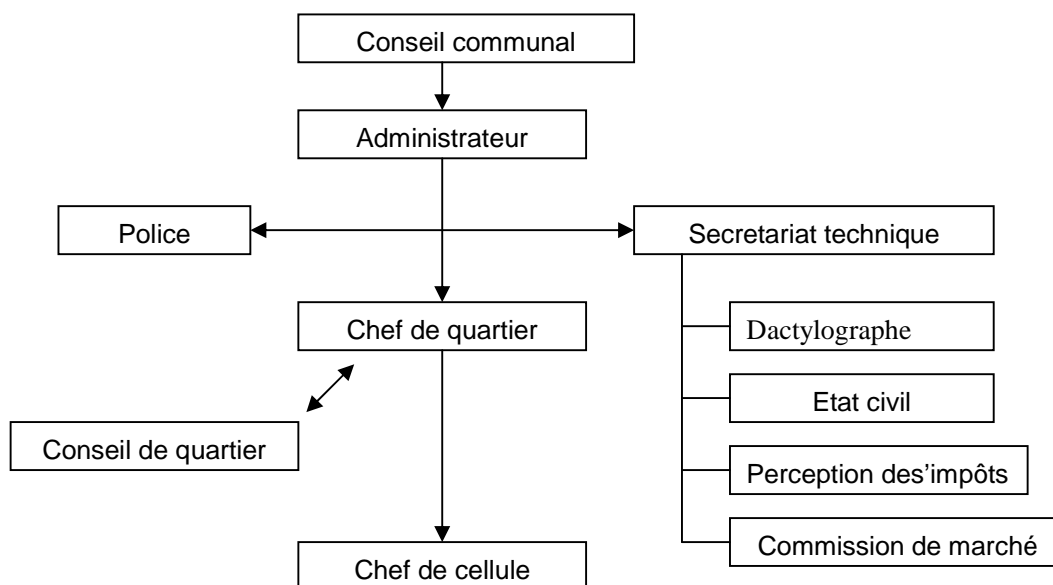 Conseil communal
Administrateur
Police
Secretariat technique
Chef de quartier
Dactylographe
Etat civil
Conseil de quartier
Perception des'impôts
Commission de marché
Chef de cellule